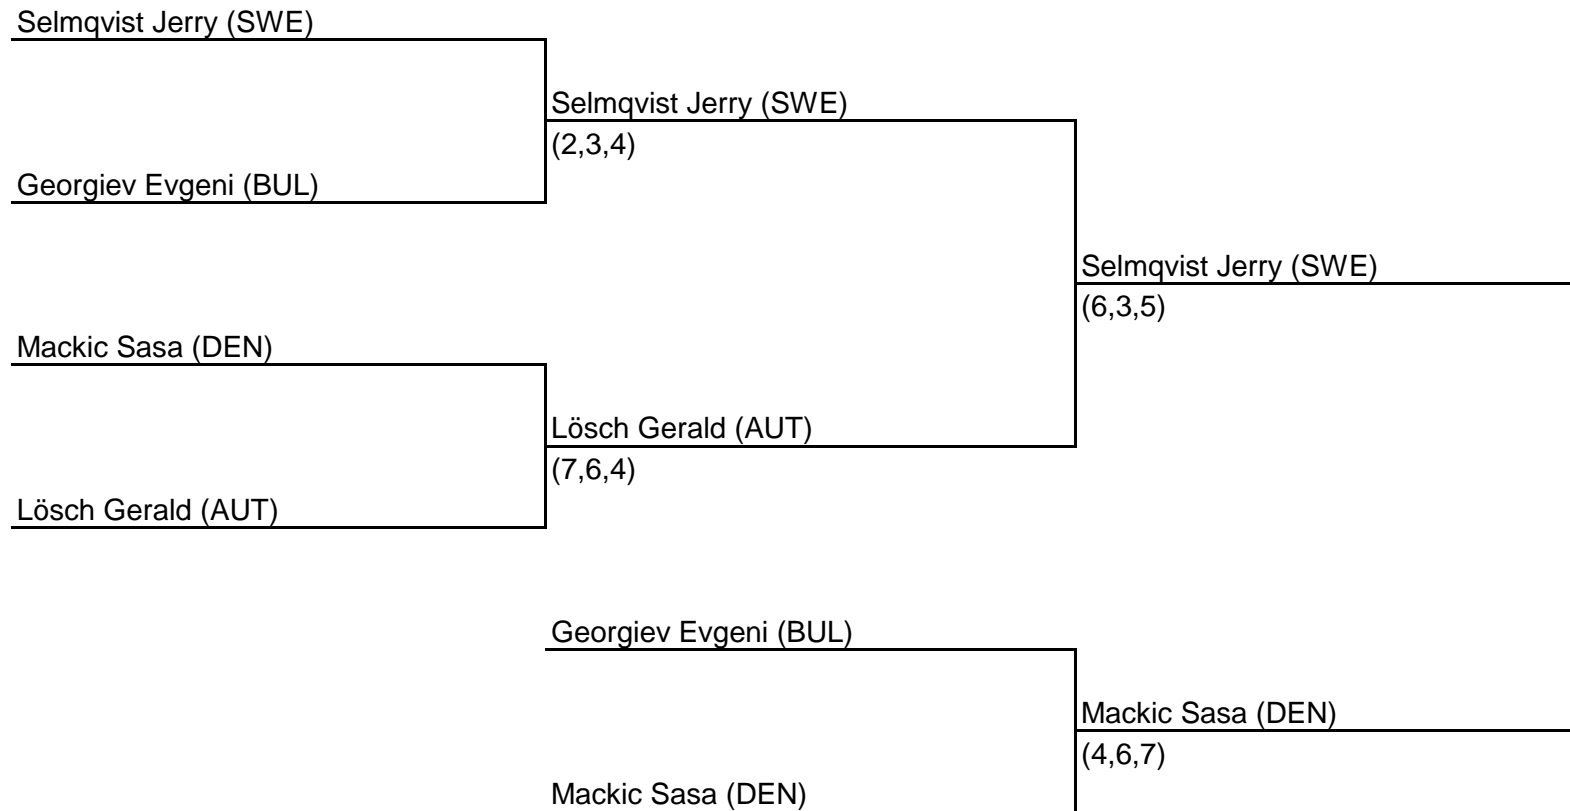 Selmqvist Jerry (SWE)
Selmqvist Jerry (SWE)
(2,3,4)
Georgiev Evgeni (BUL)
Selmqvist Jerry (SWE)
(6,3,5)
Mackic Sasa (DEN)
Lösch Gerald (AUT)
(7,6,4)
Lösch Gerald (AUT)
Georgiev Evgeni (BUL)
Mackic Sasa (DEN)
(4,6,7)
Mackic Sasa (DEN)